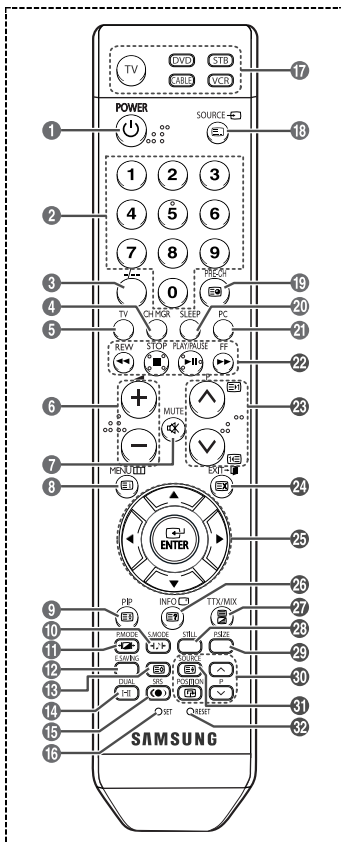 TV DVD STB
CABLE VCR 17
POWER
SOURCE
1 18
1 2 3
2
4 5 6
7 8 9
3 -/-- 0 PRE-CH 19
4 20
5 TV CH MGR SLEEP PC 21
REW STOP PLAY/PAUSE FF
22
6 + P 23
MUTE
7
−
8 MENU EXIT 24
ENTER 25
9 PIP INFO TTX/MIX 26
10 27
11 P.MODE S.MODE STILL P.SIZE 28
12 E.SAVING SOURCE 29
13 30
14 DUAL SRS POSITION P
15 31
16 SET RESET 32
SAMSUNG